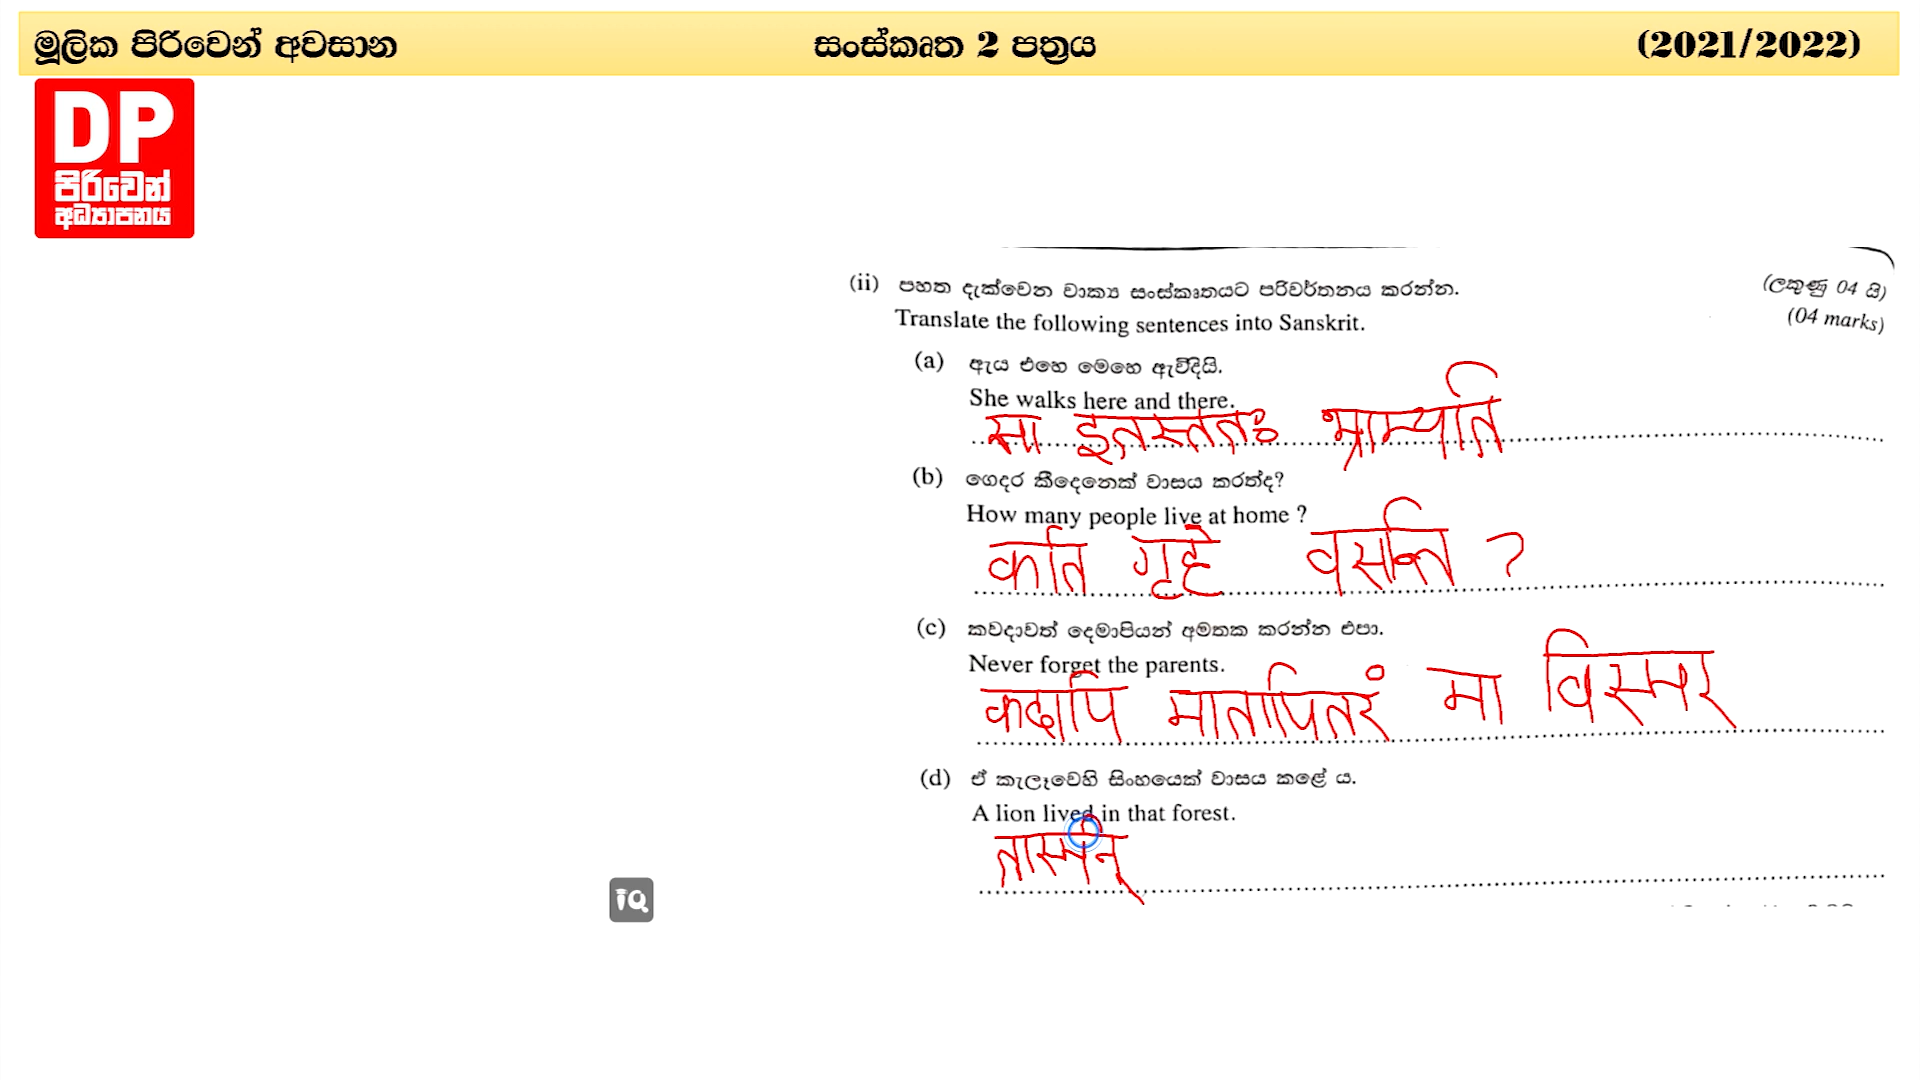 මූලික පිරිවෙන් අවසාන සංස්කෘත 2 පත්‍රය (2021/2022)
DP
පිරිවෙන්
අධ්‍යාපනය
(ii) පහත දැක්වෙන වාක්‍ය සංස්කෘතයට පරිවර්තනය කරන්න. (ලකුණු 04 යි)
Translate the following sentences into Sanskrit. (04 marks)
(a) ඇය එහෙ මෙහෙ ඇවිදියි.
She walks here and there.
सा इतस्ततः भ्राम्यति
(b) ගෙදර කීදෙනෙක් වාසය කරත්ද?
How many people live at home ?
कति गृहे वसन्ति ?
(c) කවදාවත් දෙමාපියන් අමතක කරන්න එපා.
Never forget the parents.
कदापि मातापितरं मा विस्मर
(d) ඒ කැලෑවෙහි සිංහයෙක් වාසය කළේ ය.
A lion lived in that forest.
तस्मिन्
iQ